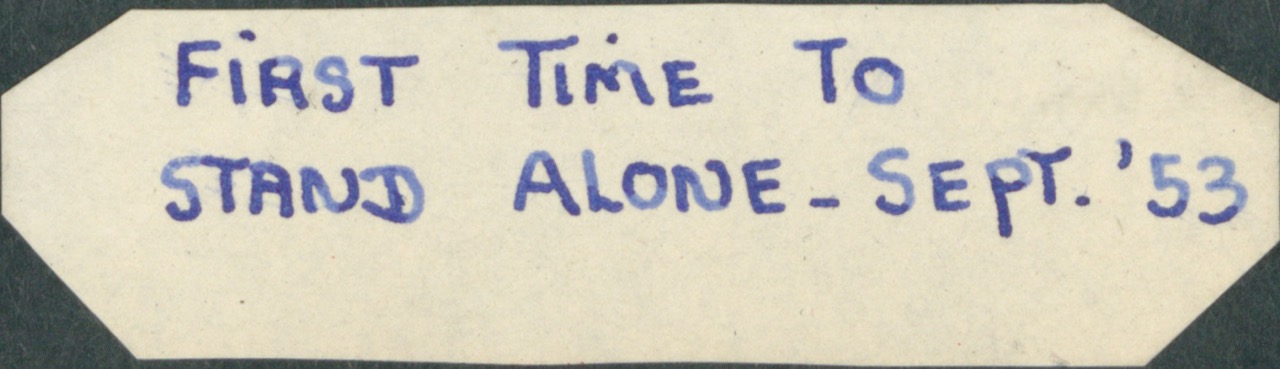 FiRST TiME TO
STAND ALONE - SEPT. '53